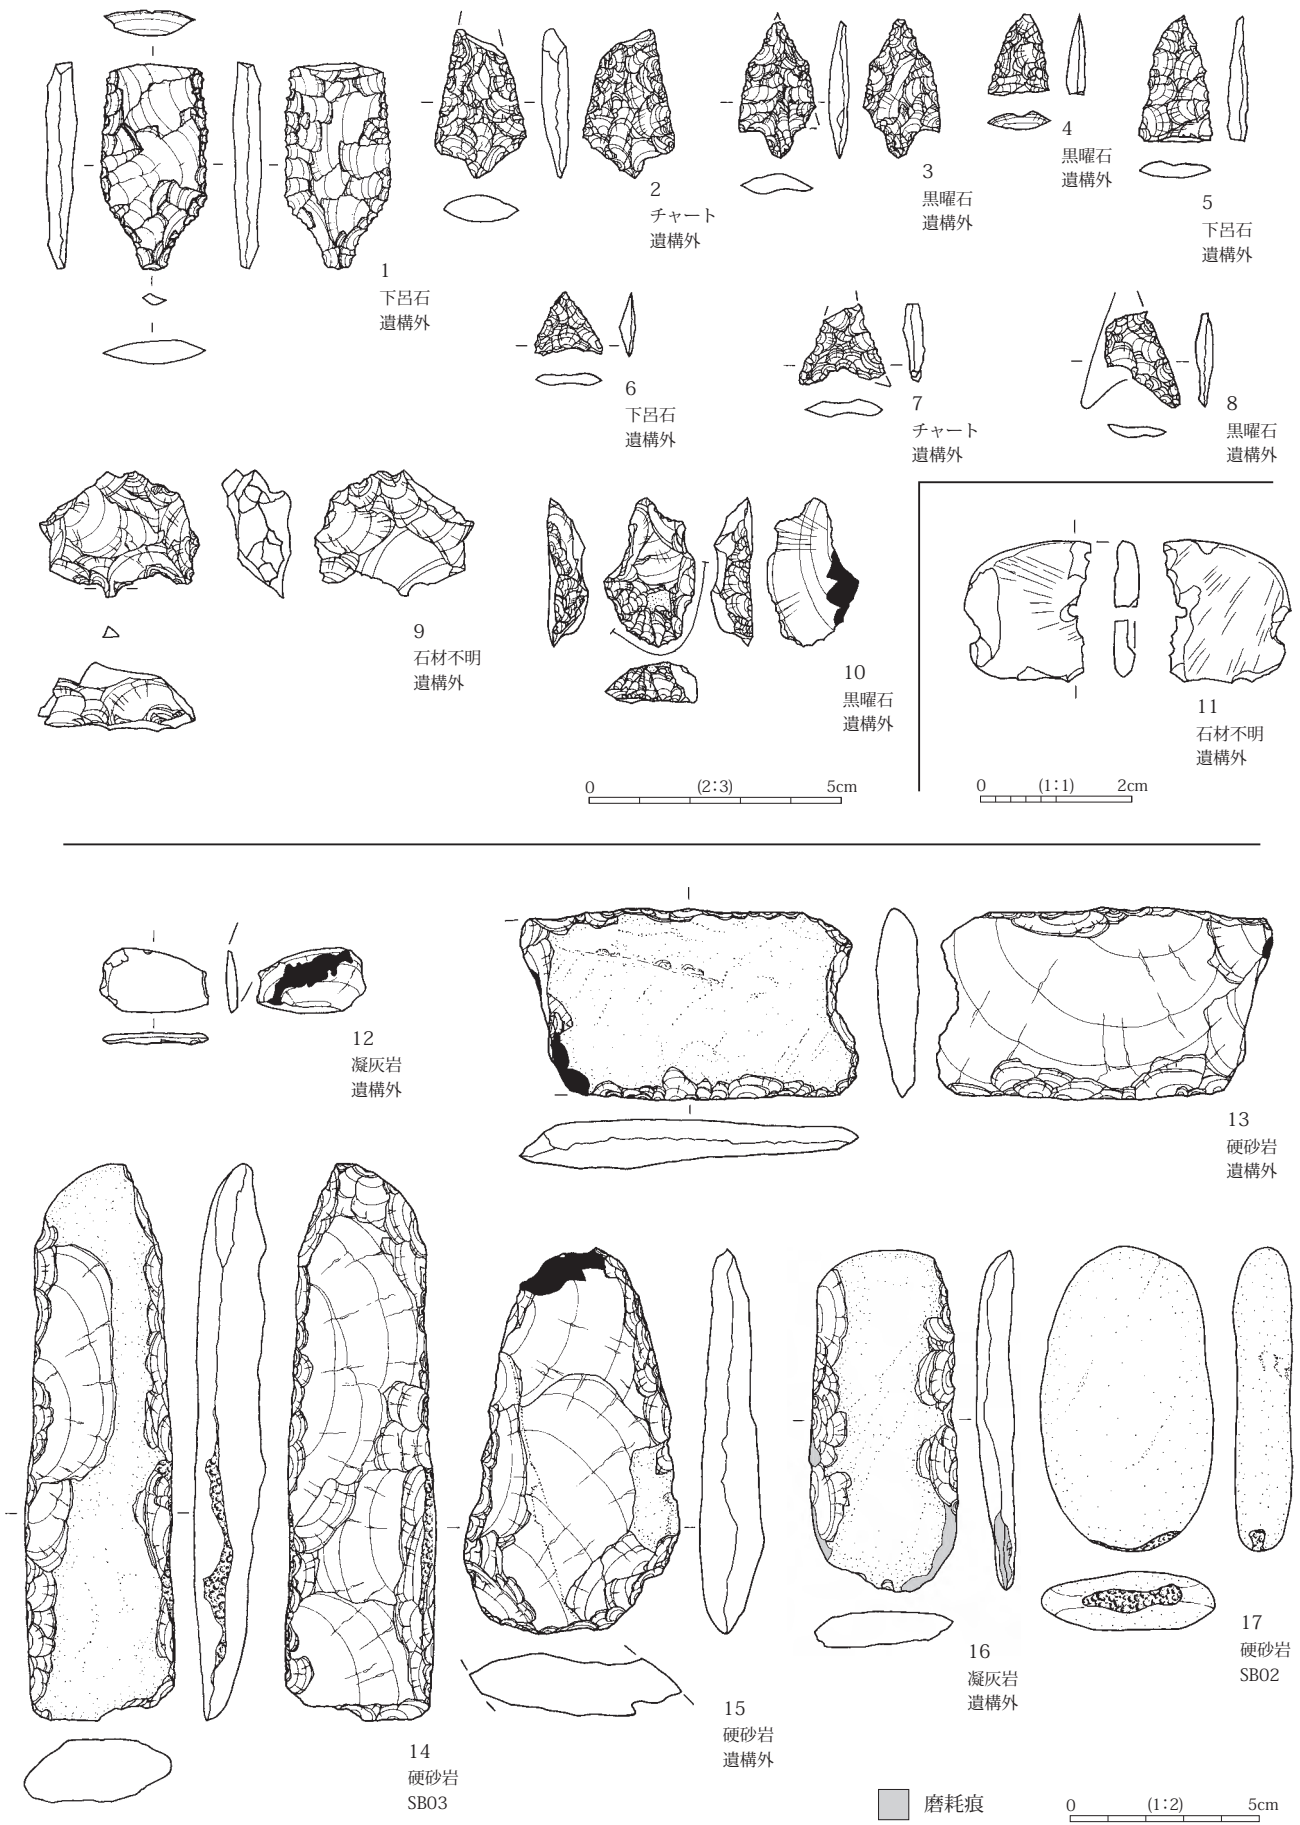 1
下呂石
遺構外
2
チャート
遺構外
3
黒曜石
遺構外
4
黒曜石
遺構外
5
下呂石
遺構外
6
下呂石
遺構外
7
チャート
遺構外
8
黒曜石
遺構外
9
石材不明
遺構外
10
黒曜石
遺構外
11
石材不明
遺構外
0 (2:3) 5cm
0 (1:1) 2cm
12
凝灰岩
遺構外
13
硬砂岩
遺構外
14
硬砂岩
SB03
15
硬砂岩
遺構外
16
凝灰岩
遺構外
17
硬砂岩
SB02
磨耗痕
0 (1:2) 5cm